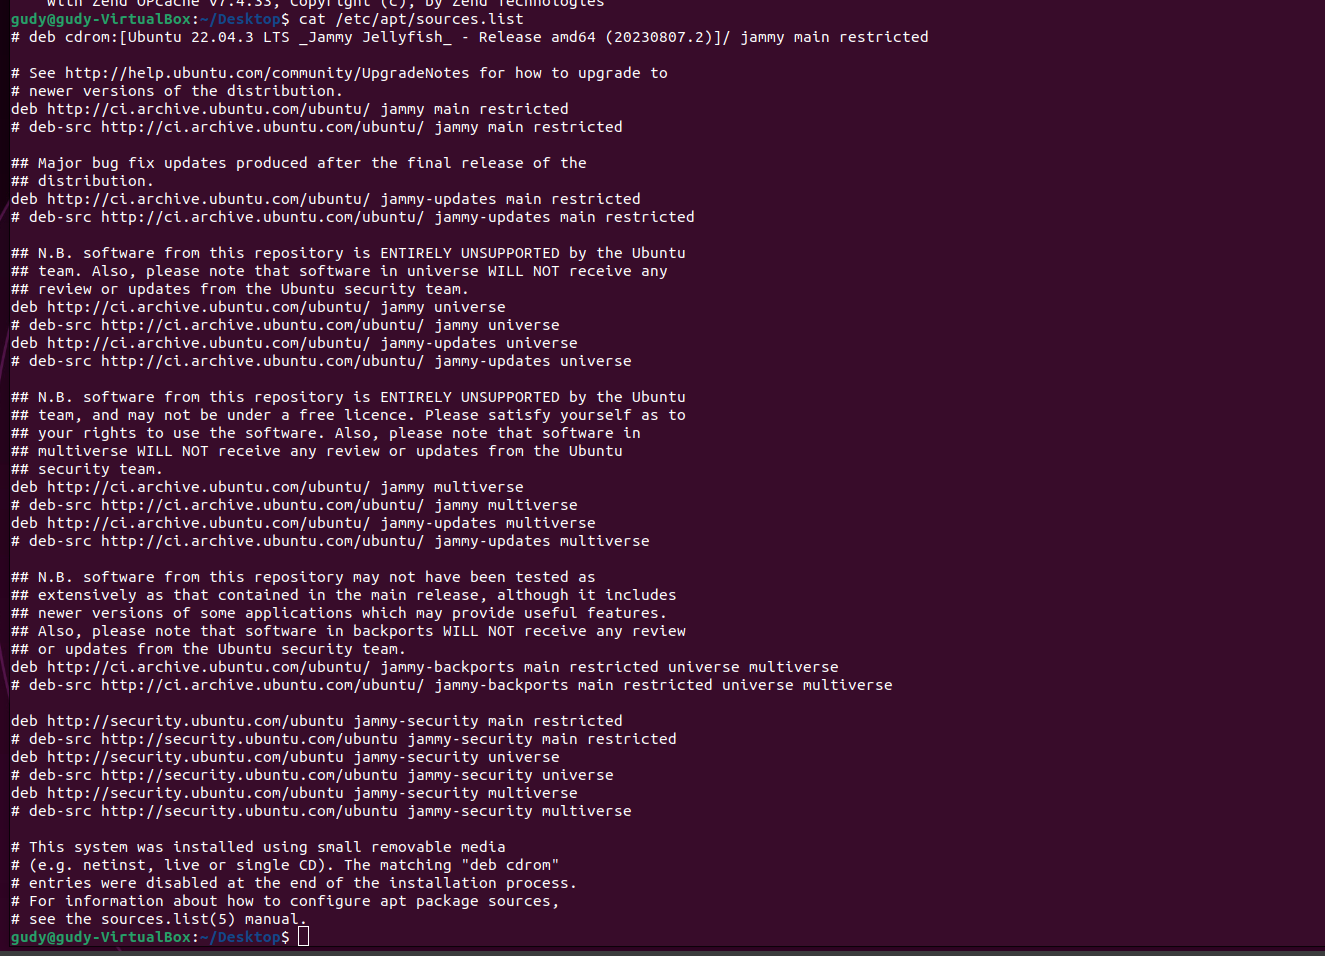 with Zend OPcache v7.4.33, Copyright (c), by Zend Technologies
gudy@gudy-VirtualBox:~/Desktop$ cat /etc/apt/sources.list
# deb cdrom:[Ubuntu 22.04.3 LTS _Jammy Jellyfish_ - Release amd64 (20230807.2)]/ jammy main restricted

# See http://help.ubuntu.com/community/UpgradeNotes for how to upgrade to
# newer versions of the distribution.
deb http://ci.archive.ubuntu.com/ubuntu/ jammy main restricted
# deb-src http://ci.archive.ubuntu.com/ubuntu/ jammy main restricted

## Major bug fix updates produced after the final release of the
## distribution.
deb http://ci.archive.ubuntu.com/ubuntu/ jammy-updates main restricted
# deb-src http://ci.archive.ubuntu.com/ubuntu/ jammy-updates main restricted

## N.B. software from this repository is ENTIRELY UNSUPPORTED by the Ubuntu
## team. Also, please note that software in universe WILL NOT receive any
## review or updates from the Ubuntu security team.
deb http://ci.archive.ubuntu.com/ubuntu/ jammy universe
# deb-src http://ci.archive.ubuntu.com/ubuntu/ jammy universe
deb http://ci.archive.ubuntu.com/ubuntu/ jammy-updates universe
# deb-src http://ci.archive.ubuntu.com/ubuntu/ jammy-updates universe

## N.B. software from this repository is ENTIRELY UNSUPPORTED by the Ubuntu
## team, and may not be under a free licence. Please satisfy yourself as to
## your rights to use the software. Also, please note that software in
## multiverse WILL NOT receive any review or updates from the Ubuntu
## security team.
deb http://ci.archive.ubuntu.com/ubuntu/ jammy multiverse
# deb-src http://ci.archive.ubuntu.com/ubuntu/ jammy multiverse
deb http://ci.archive.ubuntu.com/ubuntu/ jammy-updates multiverse
# deb-src http://ci.archive.ubuntu.com/ubuntu/ jammy-updates multiverse

## N.B. software from this repository may not have been tested as
## extensively as that contained in the main release, although it includes
## newer versions of some applications which may provide useful features.
## Also, please note that software in backports WILL NOT receive any review
## or updates from the Ubuntu security team.
deb http://ci.archive.ubuntu.com/ubuntu/ jammy-backports main restricted universe multiverse
# deb-src http://ci.archive.ubuntu.com/ubuntu/ jammy-backports main restricted universe multiverse

deb http://security.ubuntu.com/ubuntu jammy-security main restricted
# deb-src http://security.ubuntu.com/ubuntu jammy-security main restricted
deb http://security.ubuntu.com/ubuntu jammy-security universe
# deb-src http://security.ubuntu.com/ubuntu jammy-security universe
deb http://security.ubuntu.com/ubuntu jammy-security multiverse
# deb-src http://security.ubuntu.com/ubuntu jammy-security multiverse

# This system was installed using small removable media
# (e.g. netinst, live or single CD). The matching "deb cdrom"
# entries were disabled at the end of the installation process.
# For information about how to configure apt package sources,
# see the sources.list(5) manual.
gudy@gudy-VirtualBox:~/Desktop$